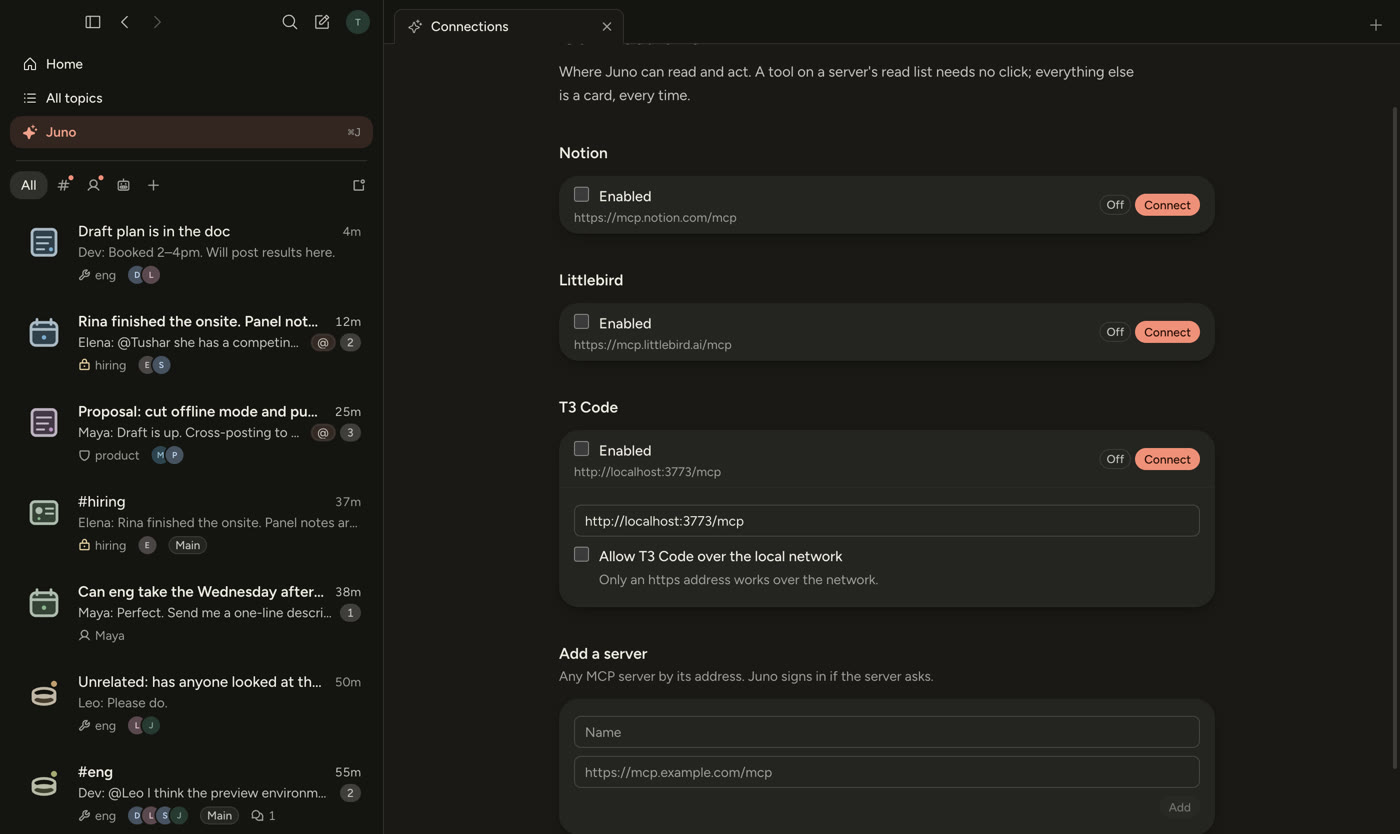 T
Home
All topics
Juno
⌘J
All
Draft plan is in the doc
4m
Dev: Booked 2–4pm. Will post results here.
eng
D
L
Rina finished the onsite. Panel not...
12m
Elena: @Tushar she has a competin...
@
2
hiring
E
S
Proposal: cut offline mode and pu...
25m
Maya: Draft is up. Cross-posting to ...
@
3
product
M
P
#hiring
37m
Elena: Rina finished the onsite. Panel notes ar...
hiring
E
Main
Can eng take the Wednesday after...
38m
Maya: Perfect. Send me a one-line descri...
1
Maya
Unrelated: has anyone looked at th...
50m
Leo: Please do.
eng
L
J
#eng
55m
Dev: @Leo I think the preview environm...
2
eng
D
L
S
J
Main
1
Connections
Where Juno can read and act. A tool on a server's read list needs no click; everything else
is a card, every time.
Notion
Enabled
https://mcp.notion.com/mcp
Off
Connect
Littlebird
Enabled
https://mcp.littlebird.ai/mcp
Off
Connect
T3 Code
Enabled
http://localhost:3773/mcp
Off
Connect
http://localhost:3773/mcp
Allow T3 Code over the local network
Only an https address works over the network.
Add a server
Any MCP server by its address. Juno signs in if the server asks.
Name
https://mcp.example.com/mcp
Add